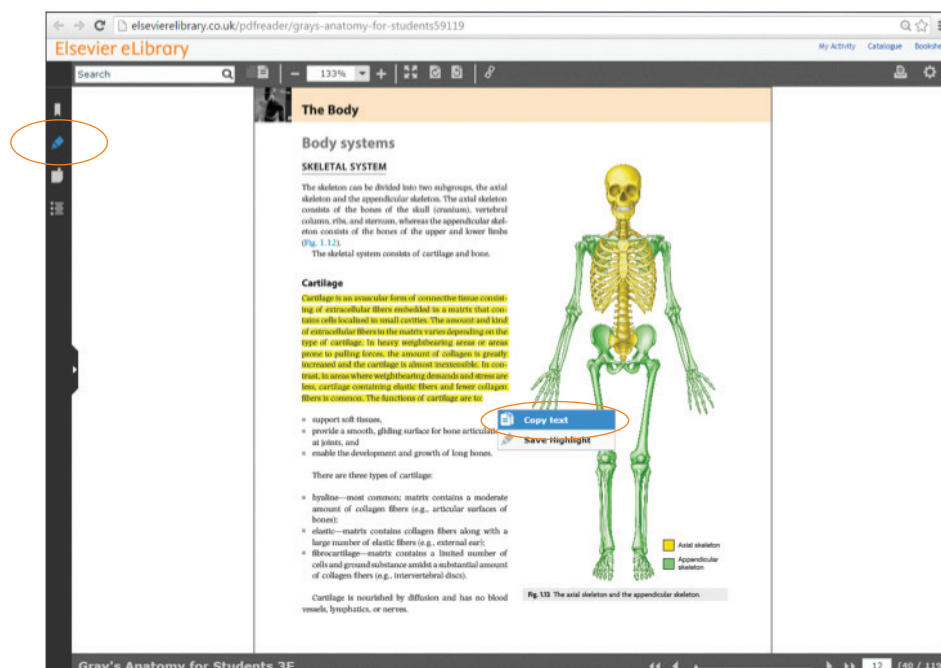 elsevierelibrary.co.uk/pdfreader/grays-anatomy-for-students59119
Elsevier eLibrary
My Activity Catalogue Bookshe
Search
133%
The Body
Body systems
SKELETAL SYSTEM
The skeleton can be divided into two subgroups, the axial
skeleton and the appendicular skeleton. The axial skeleton
consists of the bones of the skull (cranium), vertebral
column, ribs, and sternum, whereas the appendicular skel-
eton consists of the bones of the upper and lower limbs
(Fig. 1.12).
The skeletal system consists of cartilage and bone.
Cartilage
Cartilage is an avascular form of connective tissue consist-
ing of extracellular fibers embedded in a matrix that con-
tains cells localized in small cavities. The amount and kind
of extracellular fibers in the matrix varies depending on the
type of cartilage. In heavy weightbearing areas or areas
prone to pulling forces, the amount of collagen is greatly
increased and the cartilage is almost inextensible. In con-
trast, in areas where weightbearing demands and stress are
less, cartilage containing elastic fibers and fewer collagen
fibers is common. The functions of cartilage are to:
▪ support soft tissues,
▪ provide a smooth, gliding surface for bone articulatio
at joints, and
▪ enable the development and growth of long bones.
Copy text
Save Highlight
There are three types of cartilage:
▪ hyaline—most common; matrix contains a moderate
amount of collagen fibers (e.g., articular surfaces of
bones);
▪ elastic—matrix contains collagen fibers along with a
large number of elastic fibers (e.g., external ear);
▪ fibrocartilage—matrix contains a limited number of
cells and ground substance amidst a substantial amount
of collagen fibers (e.g., intervertebral discs).
Cartilage is nourished by diffusion and has no blood
vessels, lymphatics, or nerves.
Axial skeleton
Appendicular
skeleton
Fig. 1.12 The axial skeleton and the appendicular skeleton.
Gray's Anatomy for Students 3E
12 (40 / 116